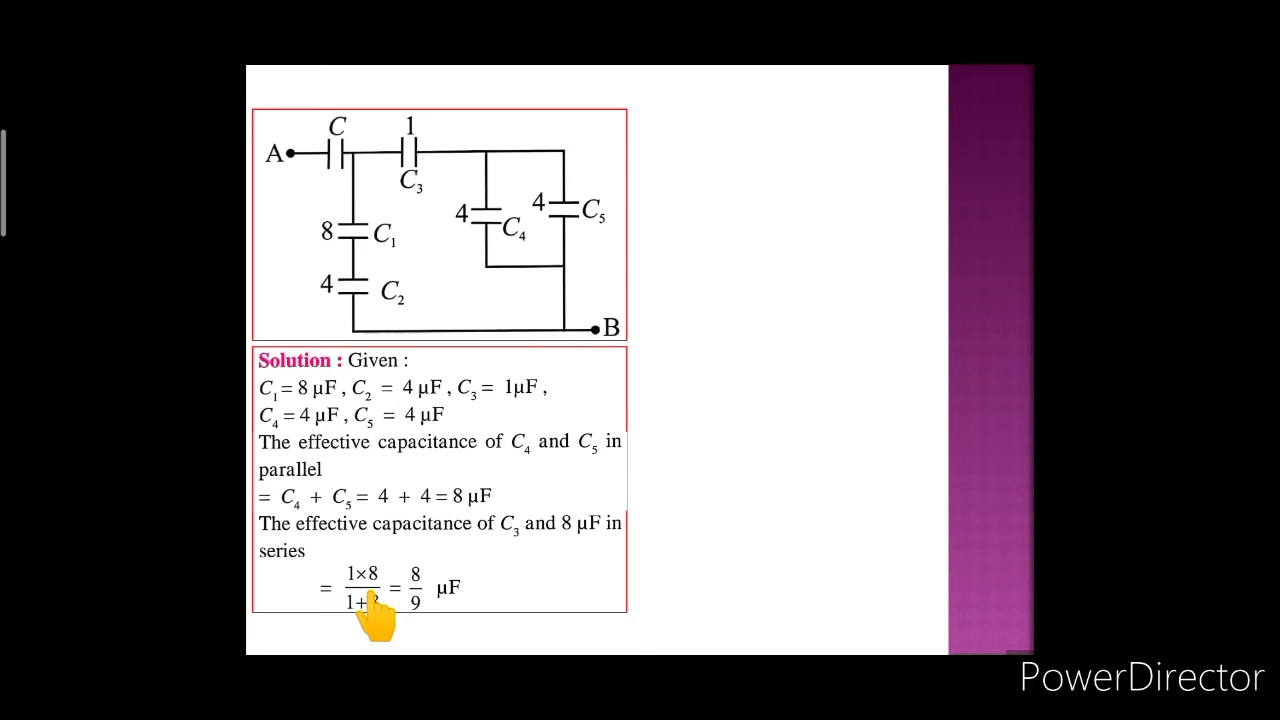 C 1
A
C₃
8 C₁
4 C₄
4 C₅
4 C₂
B
Solution : Given :
C₁ = 8 μF , C₂ = 4 μF , C₃ = 1μF ,
C₄ = 4 μF , C₅ = 4 μF
The effective capacitance of C₄ and C₅ in
parallel
= C₄ + C₅ = 4 + 4 = 8 μF
The effective capacitance of C₃ and 8 μF in
series
= 1×8 / 1+ = 8 / 9 μF
PowerDirector